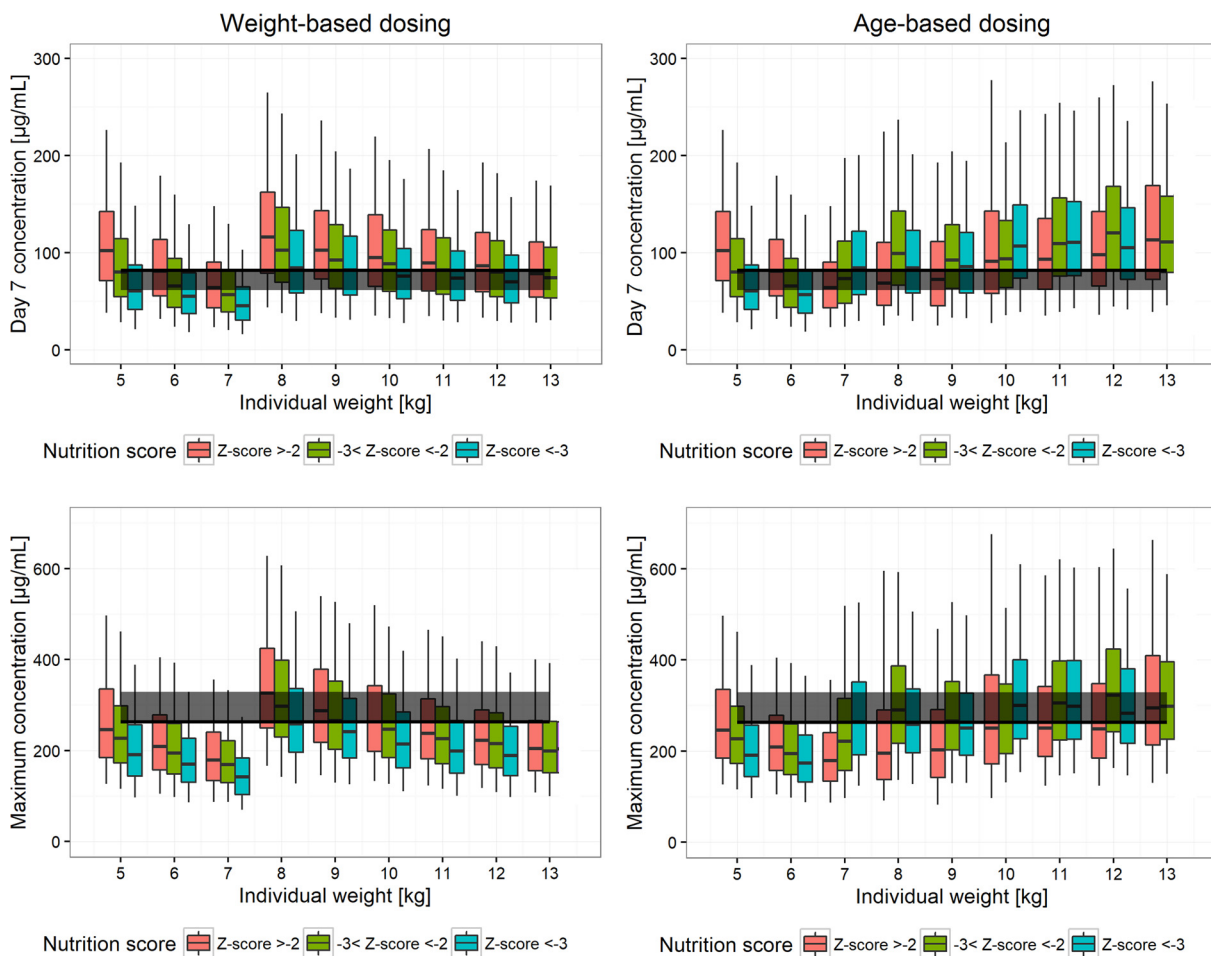 Weight-based dosing
Age-based dosing
Day 7 concentration [µg/mL]
300
200
100
0
5 6 7 8 9 10 11 12 13
Individual weight [kg]
Day 7 concentration [µg/mL]
300
200
100
0
5 6 7 8 9 10 11 12 13
Individual weight [kg]
Nutrition score Z-score >-2 -3< Z-score <-2 Z-score <-3
Nutrition score Z-score >-2 -3< Z-score <-2 Z-score <-3
Maximum concentration [µg/mL]
600
400
200
0
5 6 7 8 9 10 11 12 13
Individual weight [kg]
Maximum concentration [µg/mL]
600
400
200
0
5 6 7 8 9 10 11 12 13
Individual weight [kg]
Nutrition score Z-score >-2 -3< Z-score <-2 Z-score <-3
Nutrition score Z-score >-2 -3< Z-score <-2 Z-score <-3